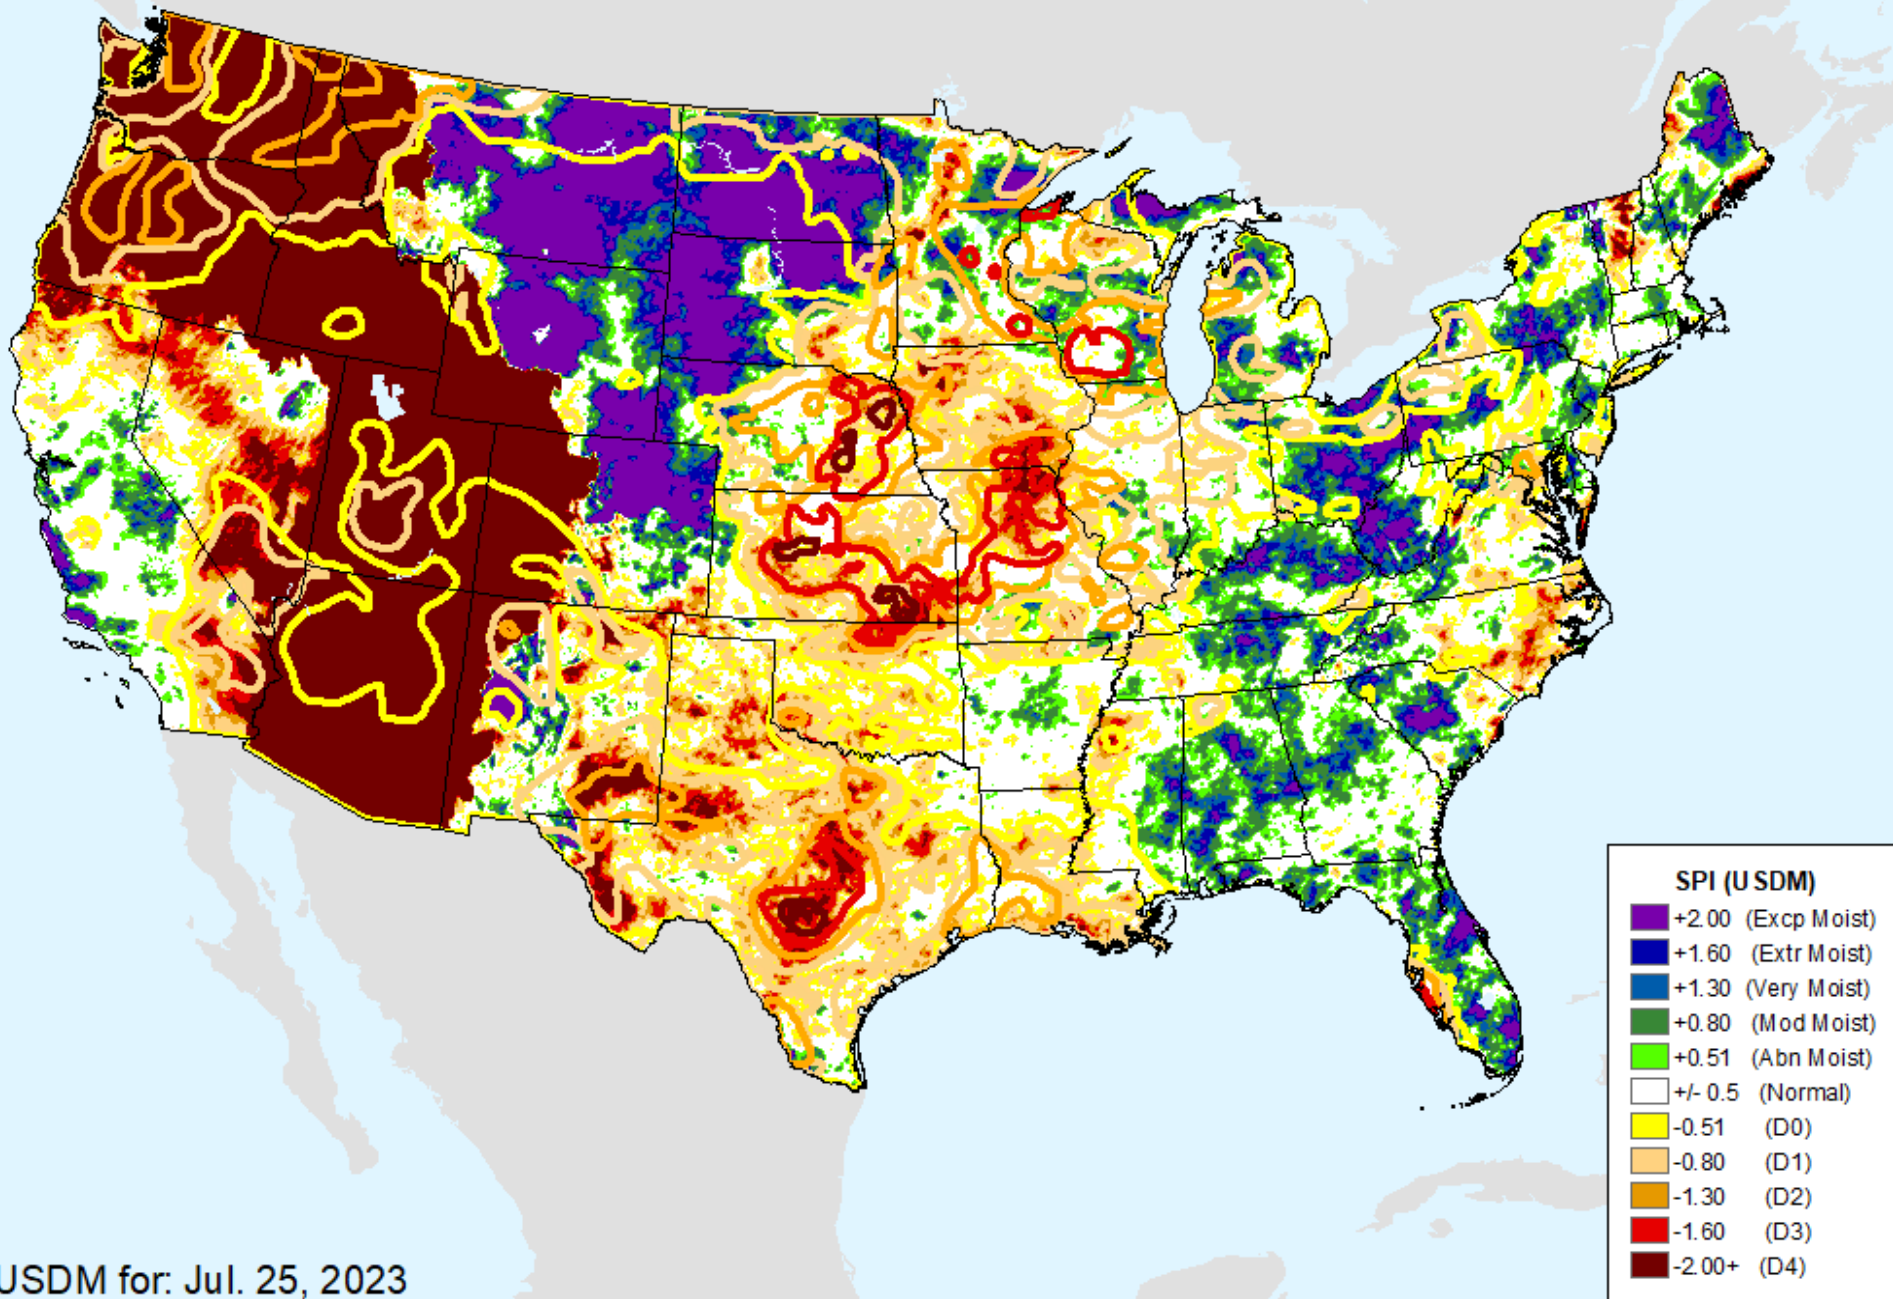 SPI (USDM)
+2.00 (Excp Moist)
+1.60 (Extr Moist)
+1.30 (Very Moist)
+0.80 (Mod Moist)
+0.51 (Abn Moist)
+/- 0.5 (Normal)
-0.51 (D0)
-0.80 (D1)
-1.30 (D2)
-1.60 (D3)
-2.00+ (D4)
USDM for: Jul. 25, 2023